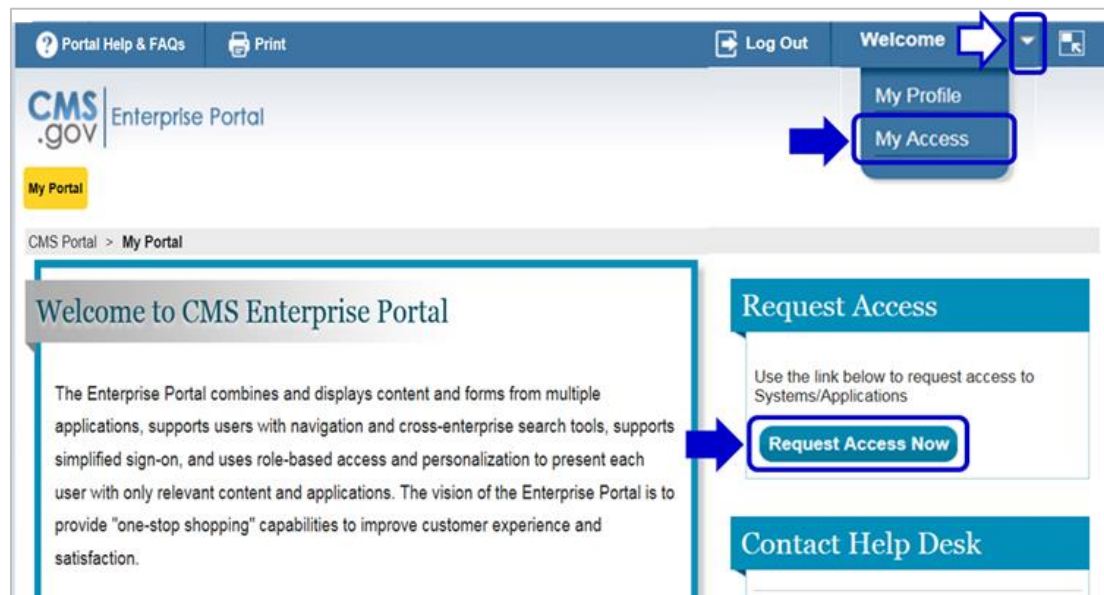 Portal Help & FAQs
Print
Log Out
Welcome
My Profile
My Access
CMS
.gov
Enterprise Portal
My Portal
CMS Portal > My Portal
Welcome to CMS Enterprise Portal
The Enterprise Portal combines and displays content and forms from multiple
applications, supports users with navigation and cross-enterprise search tools, supports
simplified sign-on, and uses role-based access and personalization to present each
user with only relevant content and applications. The vision of the Enterprise Portal is to
provide "one-stop shopping" capabilities to improve customer experience and
satisfaction.
Request Access
Use the link below to request access to
Systems/Applications
Request Access Now
Contact Help Desk